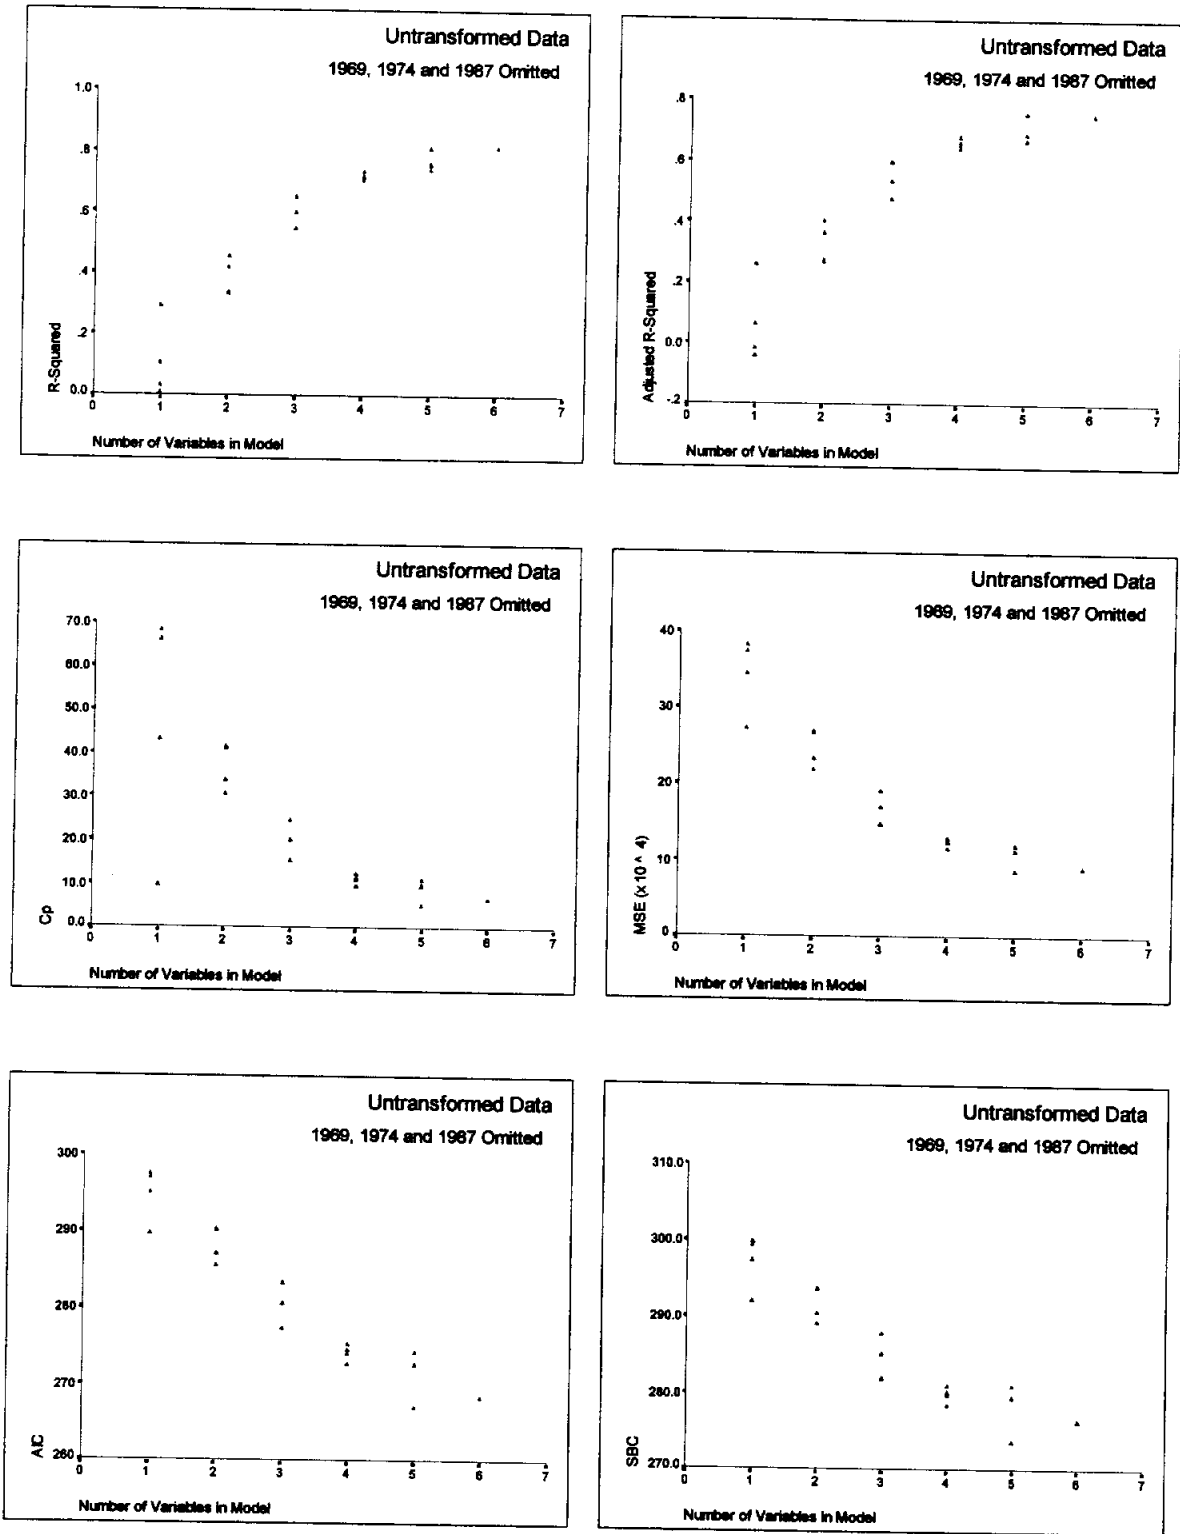 Untransformed Data
1969, 1974 and 1987 Omitted
1.0
.8
.6
.4
.2
0.0
R-Squared
0 1 2 3 4 5 6 7
Number of Variables in Model
Untransformed Data
1969, 1974 and 1987 Omitted
.8
.6
.4
.2
0.0
-.2
Adjusted R-Squared
0 1 2 3 4 5 6 7
Number of Variables in Model
Untransformed Data
1969, 1974 and 1987 Omitted
70.0
60.0
50.0
40.0
30.0
20.0
10.0
0.0
Cp
0 1 2 3 4 5 6 7
Number of Variables in Model
Untransformed Data
1969, 1974 and 1987 Omitted
40
30
20
10
0
MSE (x 10 ^ 4)
0 1 2 3 4 5 6 7
Number of Variables in Model
Untransformed Data
1969, 1974 and 1987 Omitted
300
290
280
270
260
AIC
0 1 2 3 4 5 6 7
Number of Variables in Model
Untransformed Data
1969, 1974 and 1987 Omitted
310.0
300.0
290.0
280.0
270.0
SBC
0 1 2 3 4 5 6 7
Number of Variables in Model